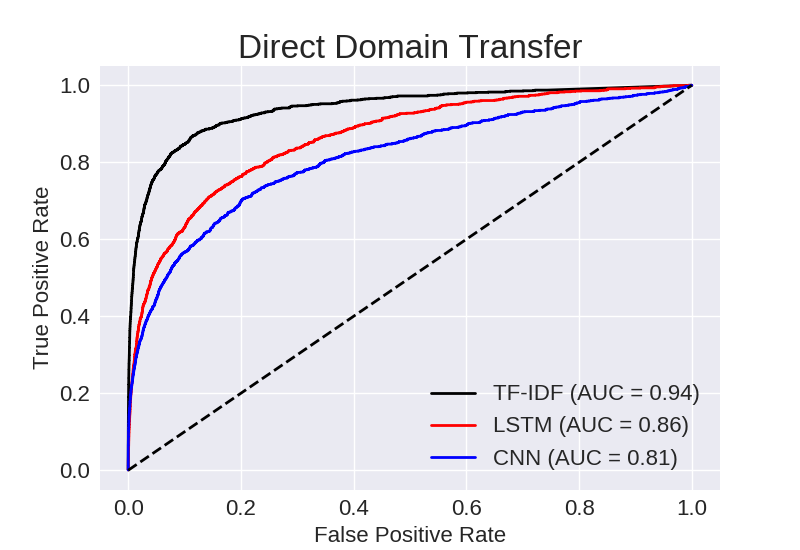 Direct Domain Transfer
True Positive Rate
1.0
0.8
0.6
0.4
0.2
0.0
TF-IDF (AUC = 0.94)
LSTM (AUC = 0.86)
CNN (AUC = 0.81)
0.0 0.2 0.4 0.6 0.8 1.0
False Positive Rate